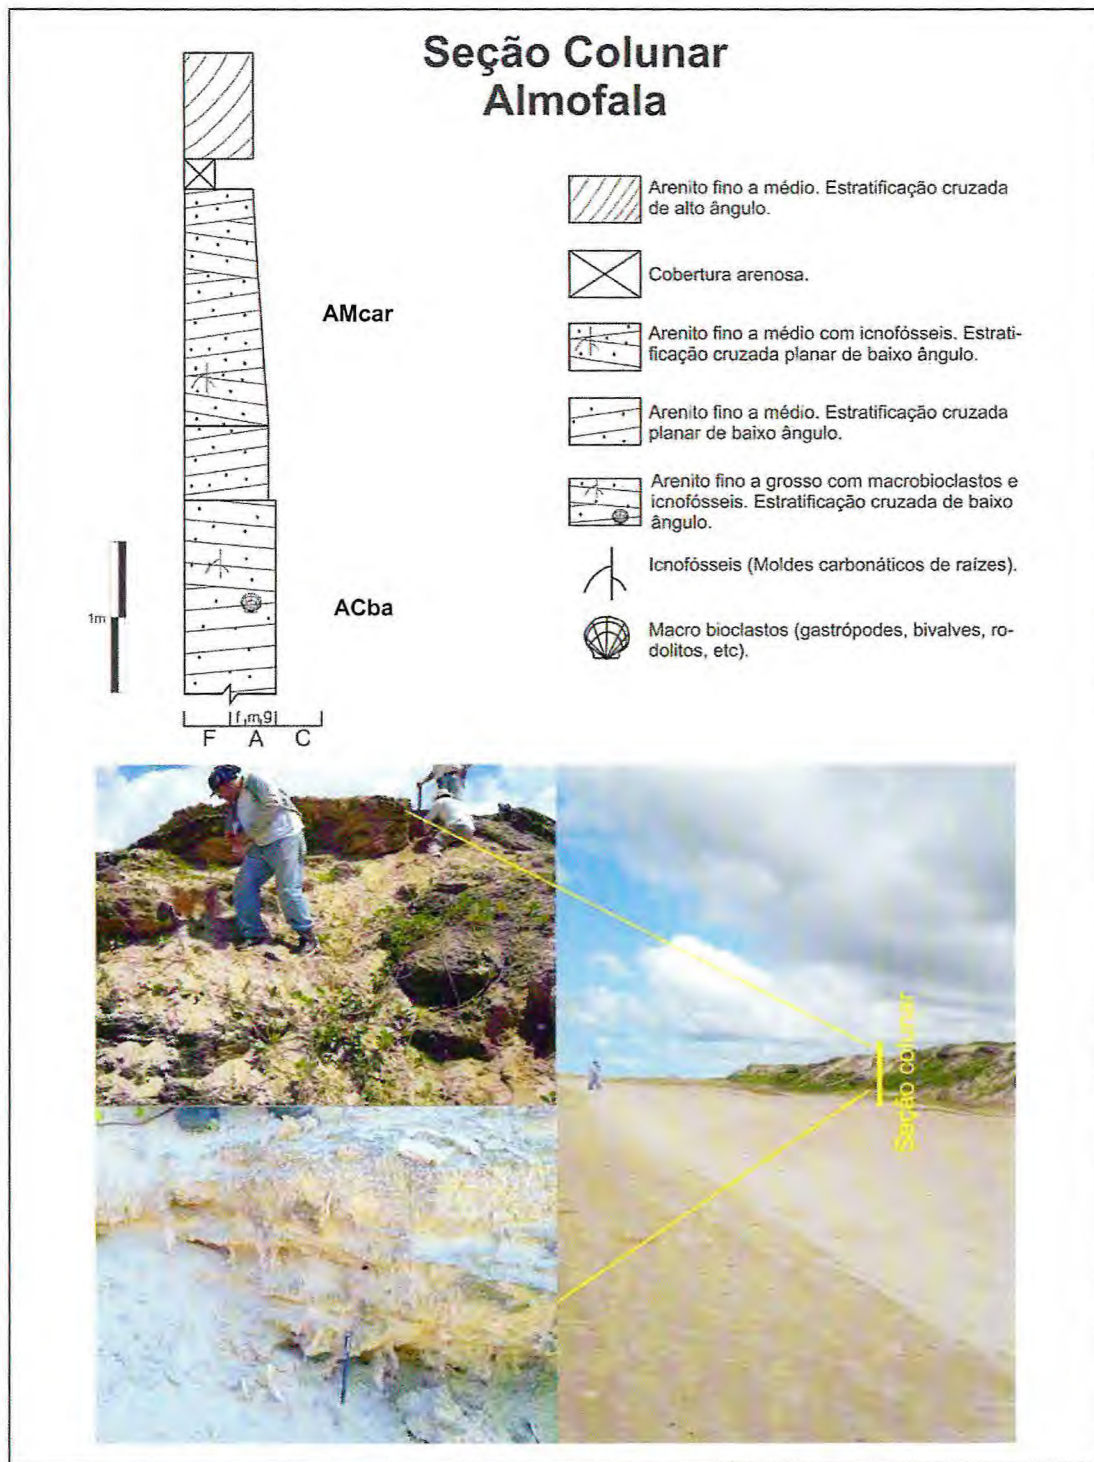 Seção Colunar
Almofala
Arenito fino a médio. Estratificação cruzada
de alto ângulo.
Cobertura arenosa.
AMcar
Arenito fino a médio com icnofósseis. Estrati-
ficação cruzada planar de baixo ângulo.
Arenito fino a médio. Estratificação cruzada
planar de baixo ângulo.
Arenito fino a grosso com macrobioclastos e
icnofósseis. Estratificação cruzada de baixo
ângulo.
Icnofósseis (Moldes carbonáticos de raízes).
ACba
1m
Macro bioclastos (gastrópodes, bivalves, ro-
dolitos, etc).
f m g
F A C
Seção colunar